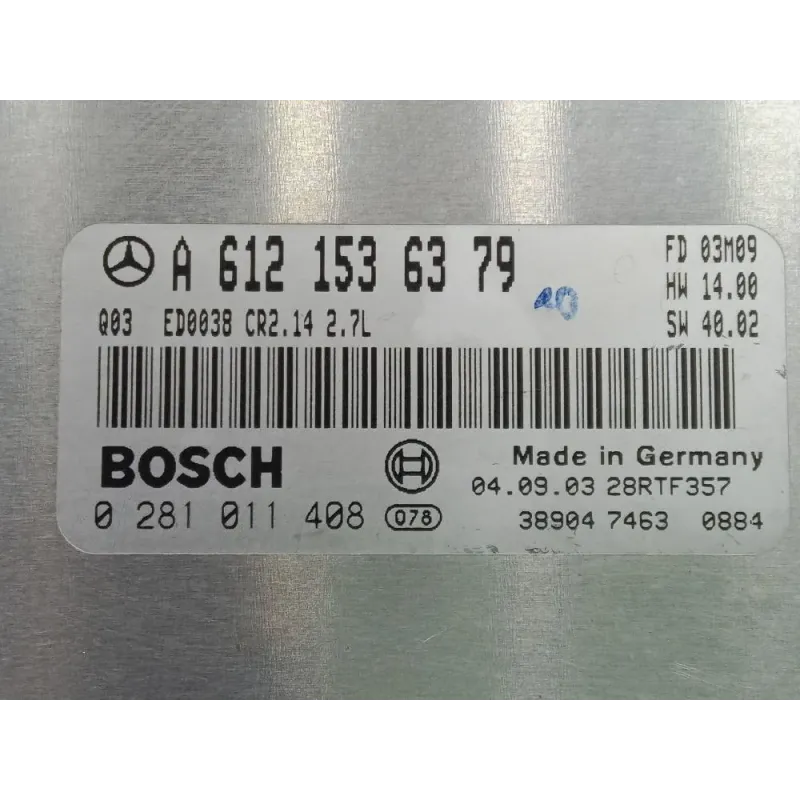 A 612 153 63 79
FD 03M09
HW 14.00
SW 40.02
Q03 ED0038 CR2.14 2.7L
BOSCH
Made in Germany
04.09.03 28RTF357
0 281 011 408 078
38904 7463 0884